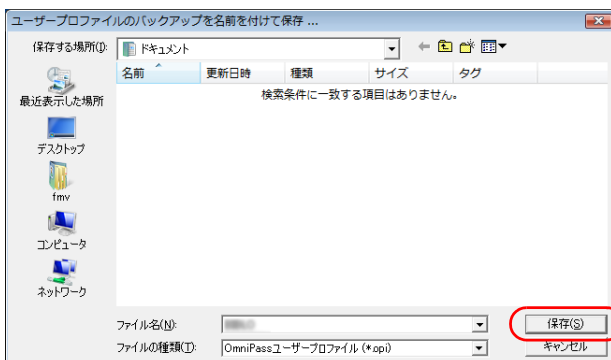 ユーザープロファイルのバックアップを名前を付けて保存 ...
保存する場所(I):
ドキュメント
名前 更新日時 種類 サイズ タグ
検索条件に一致する項目はありません。
最近表示した場所
デスクトップ
fmv
コンピュータ
ネットワーク
ファイル名(N):
保存(S)
ファイルの種類(T):
OmniPassユーザープロファイル (*.opi)
キャンセル